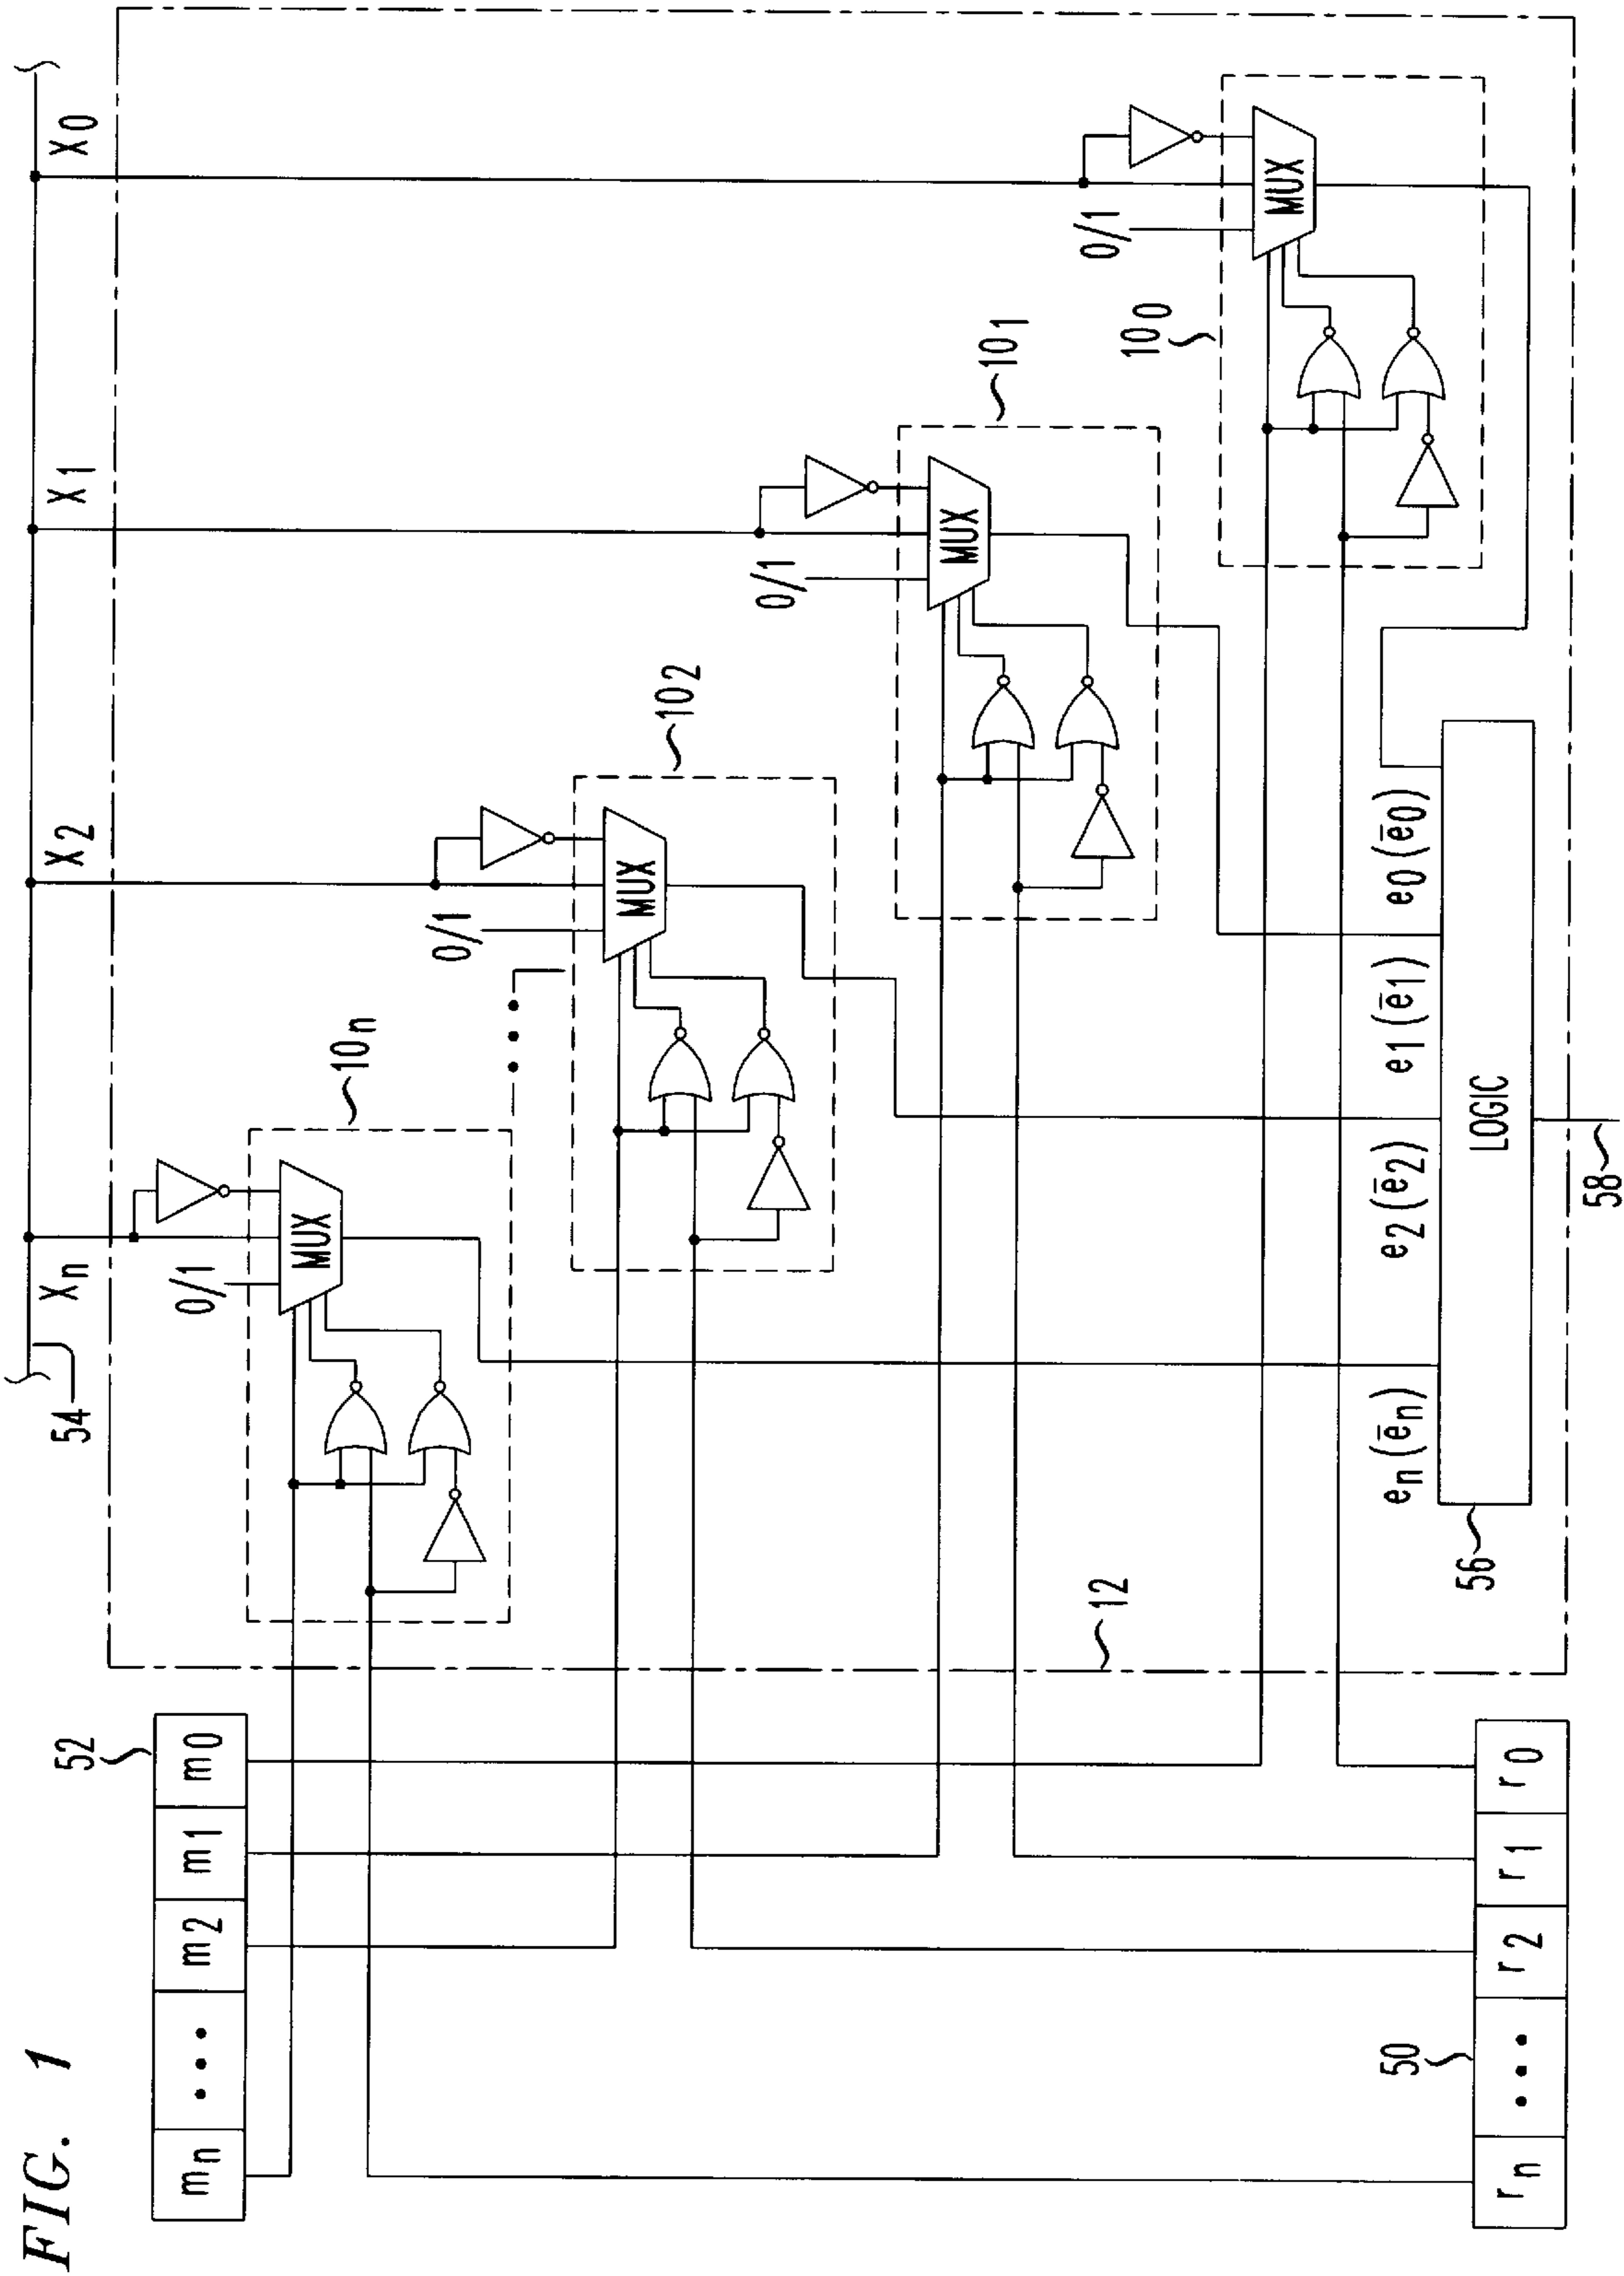 FIG. 1
54
Xn
X2
X1
X0
52
mn ... m2 m1 m0
0/1
MUX
10n
...
0/1
MUX
102
0/1
MUX
101
0/1
MUX
100
12
en(ēn)
e2(ē2)
e1(ē1)
e0(ē0)
56
LOGIC
58
50
rn ... r2 r1 r0